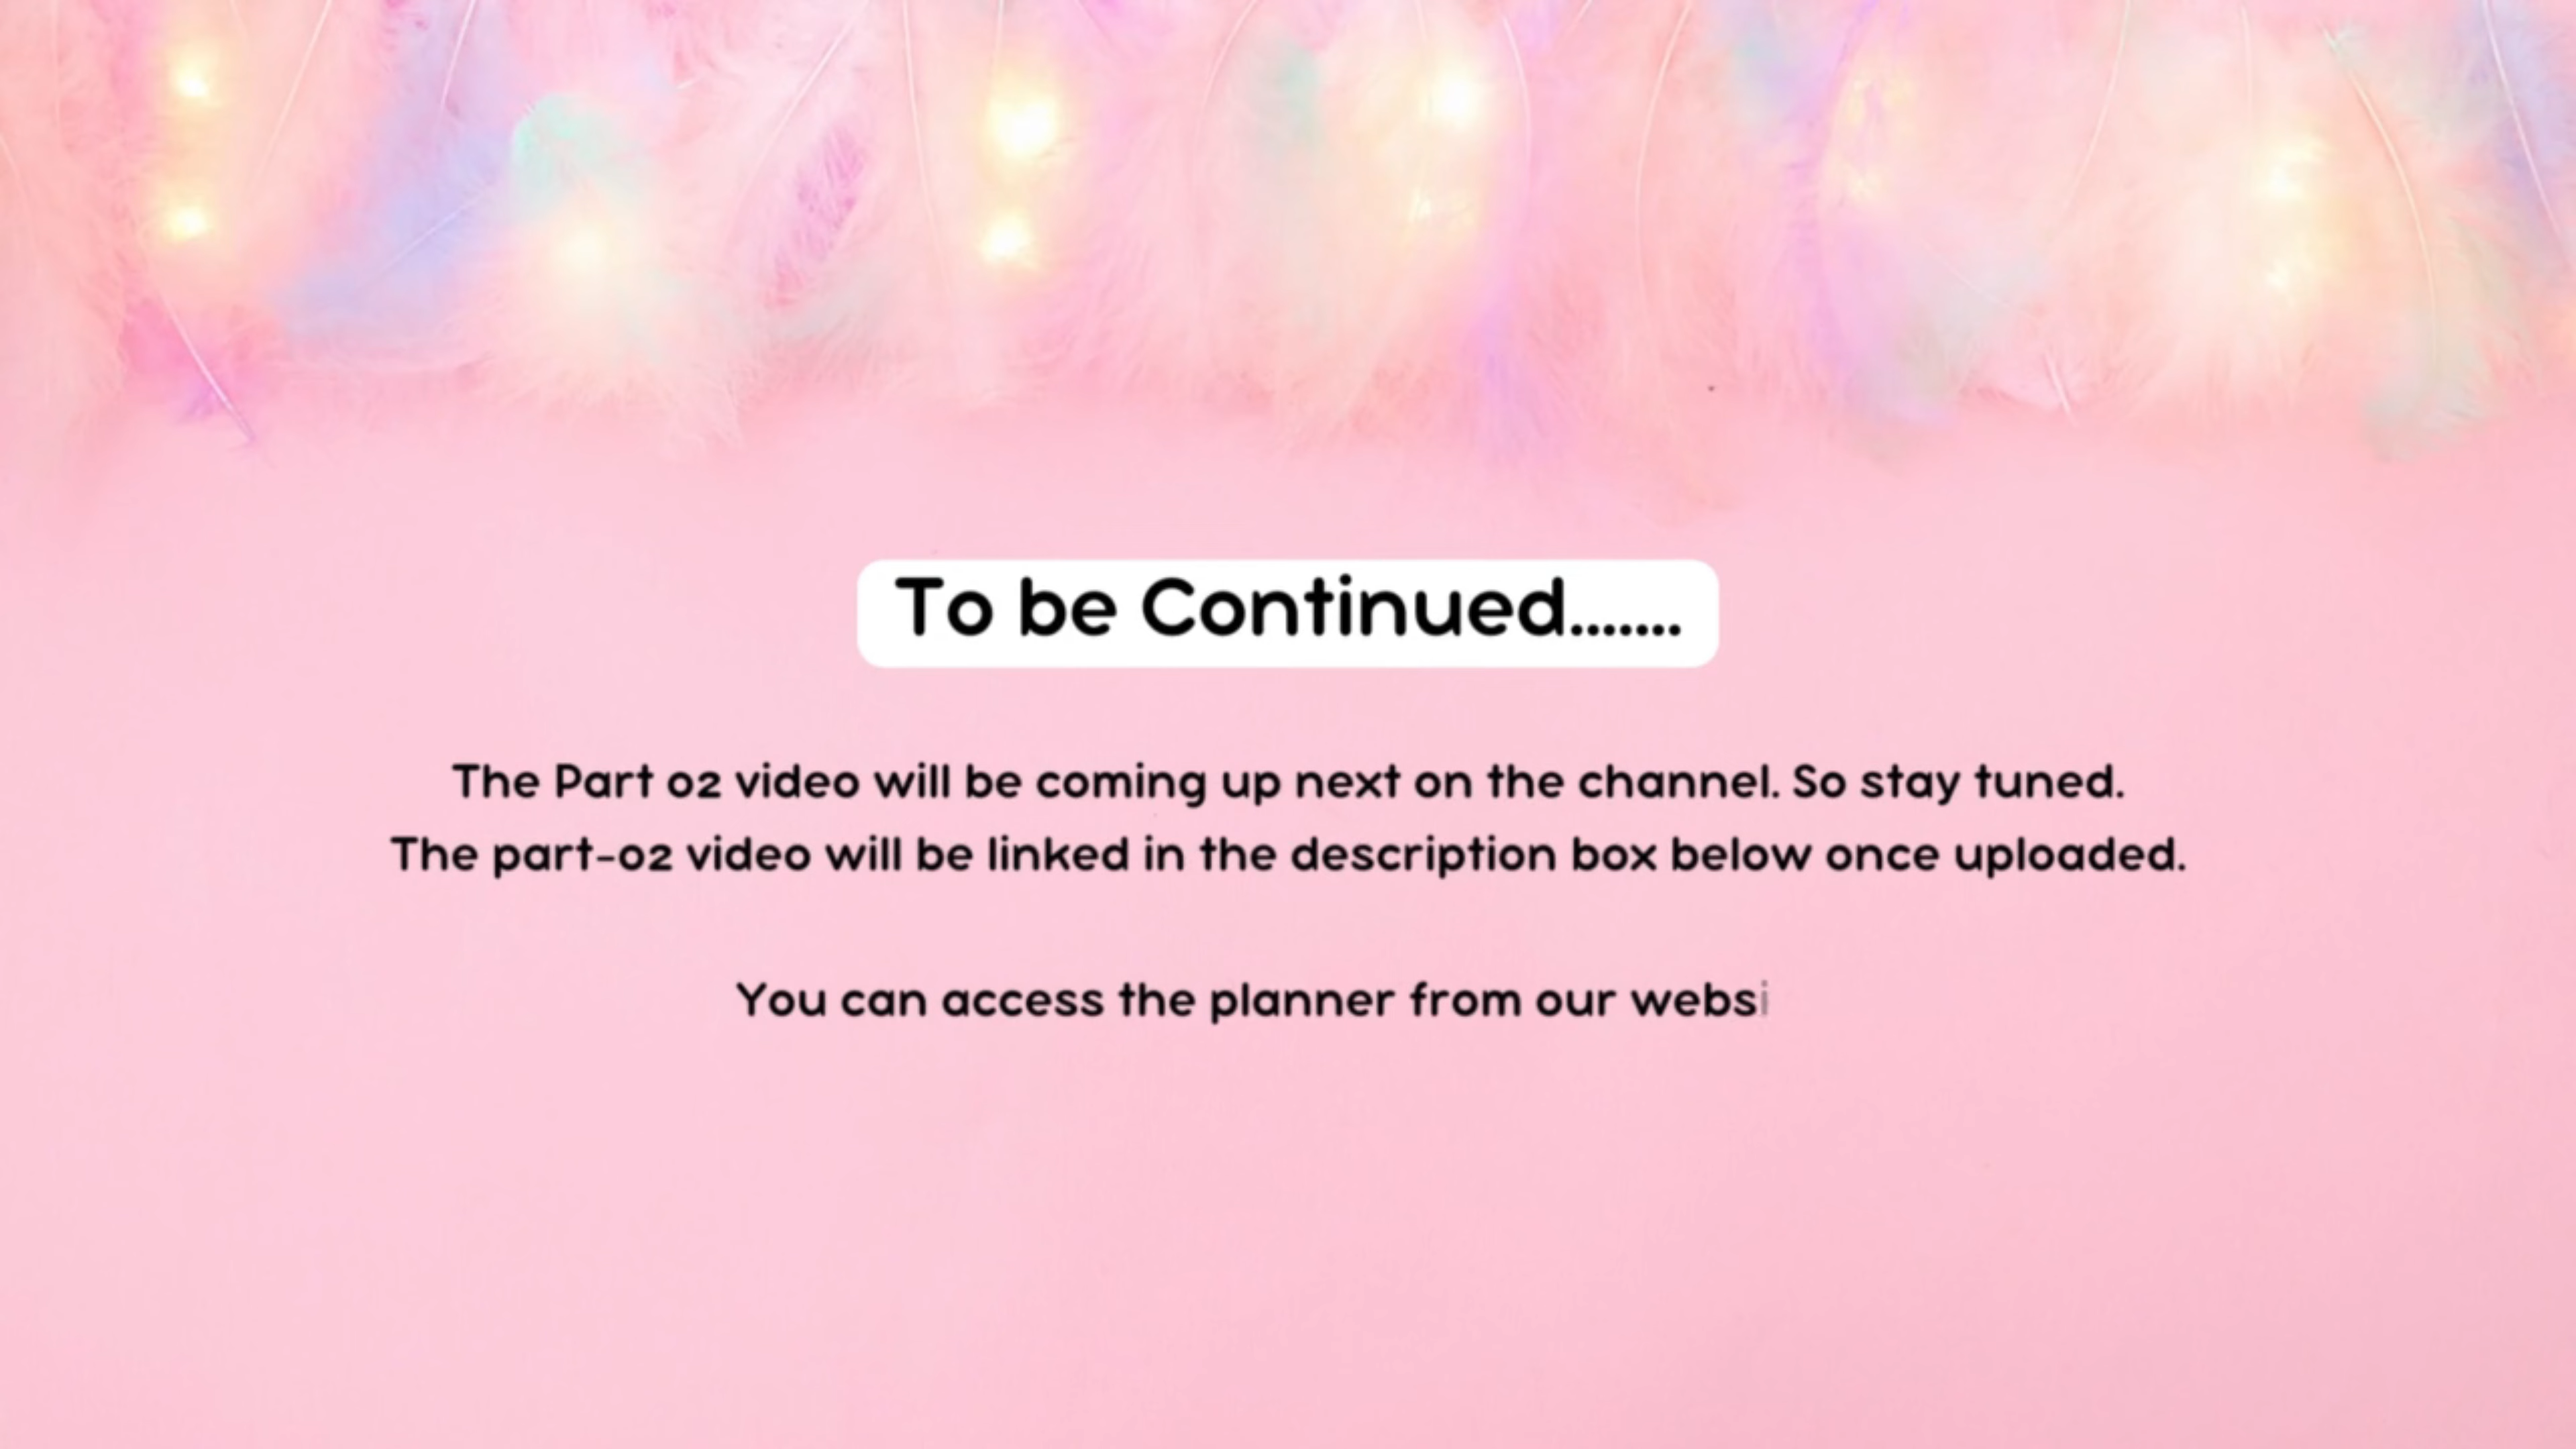 To be Continued.......
The Part 02 video will be coming up next on the channel. So stay tuned.
The part-02 video will be linked in the description box below once uploaded.
You can access the planner from our websi